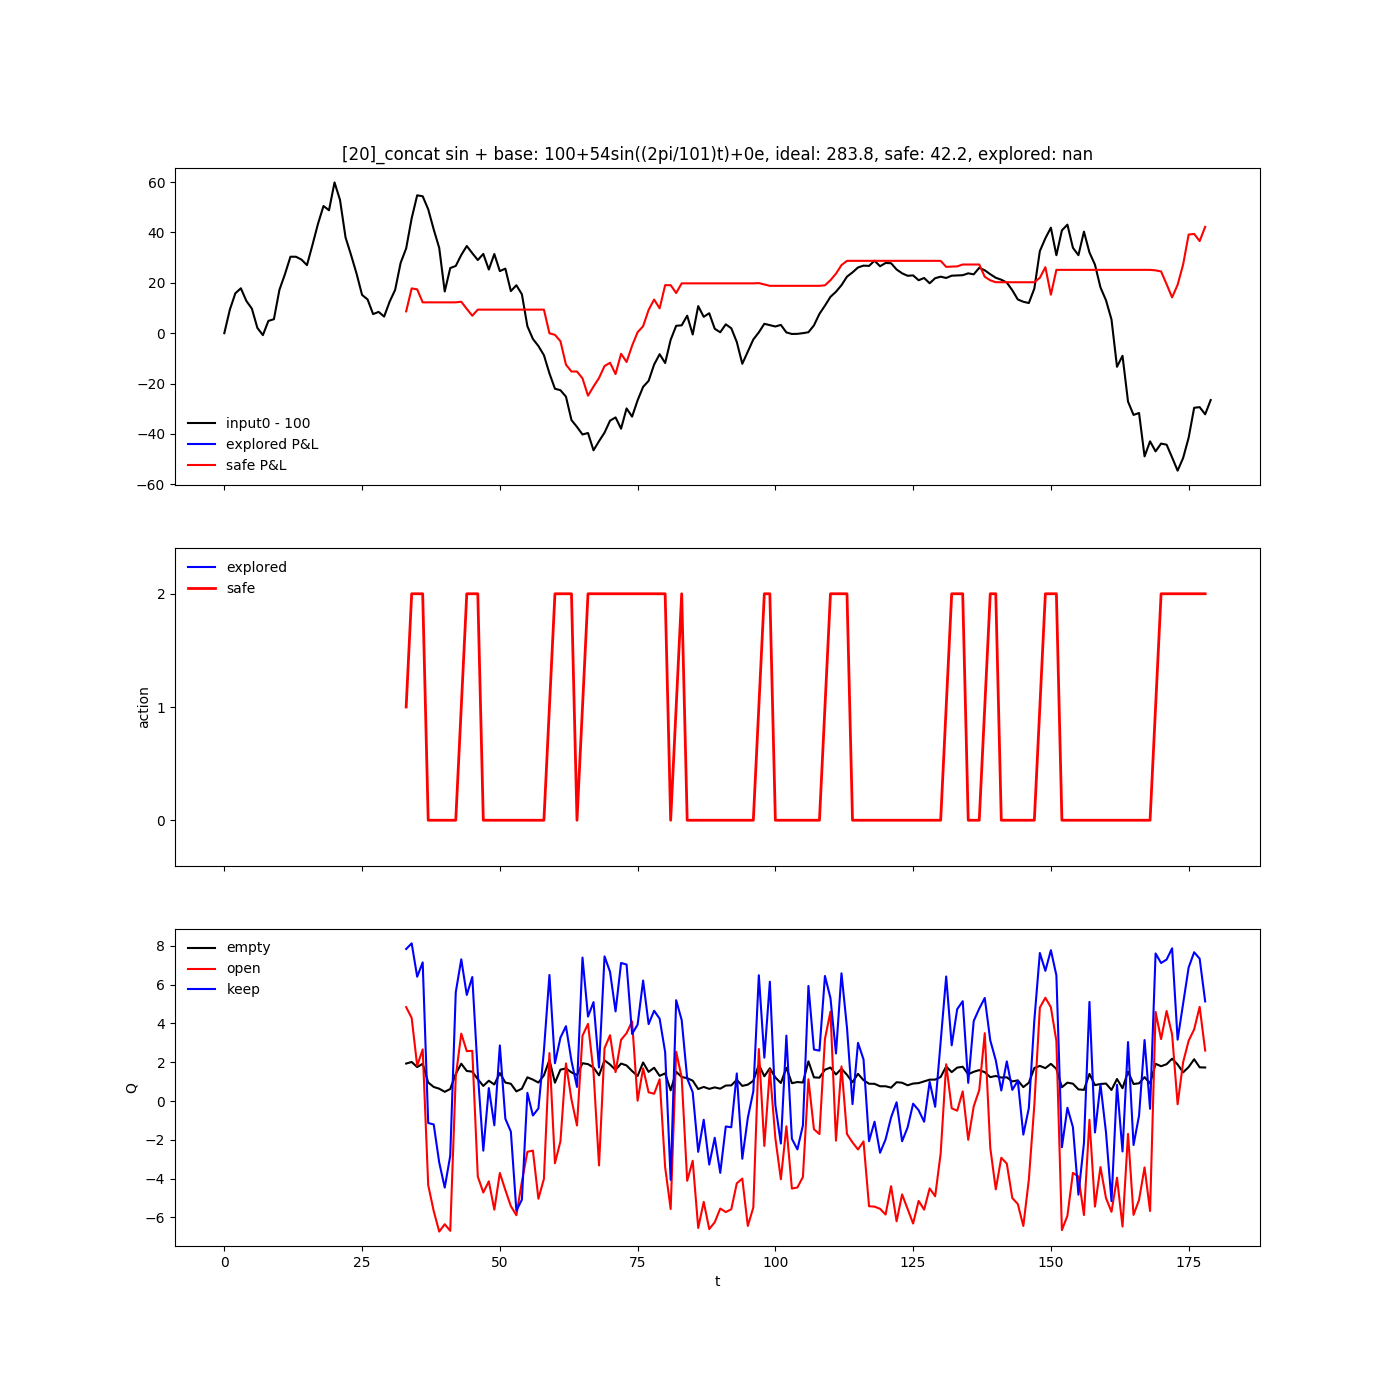 [20]_concat sin + base: 100+54sin((2pi/101)t)+0e, ideal: 283.8, safe: 42.2, explored: nan
60
40
20
0
−20
−40
−60
input0 - 100
explored P&L
safe P&L
action
2
1
0
explored
safe
Q
8
6
4
2
0
−2
−4
−6
empty
open
keep
0 25 50 75 100 125 150 175
t